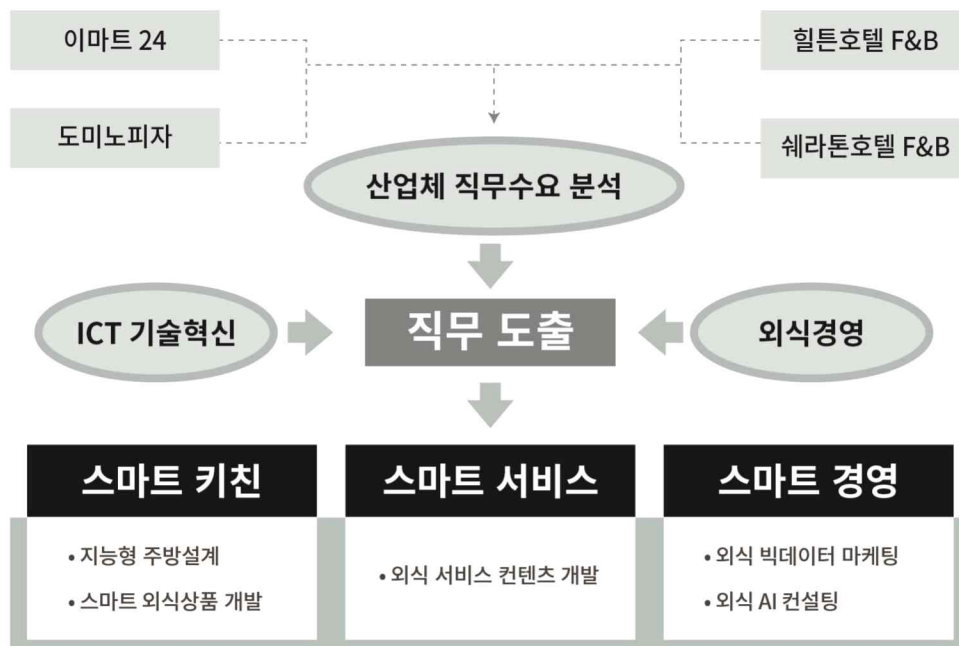 이마트 24
힐튼호텔 F&B
도미노피자
쉐라톤호텔 F&B
산업체 직무수요 분석
ICT 기술혁신
직무 도출
외식경영
스마트 키친
스마트 서비스
스마트 경영
• 지능형 주방설계
• 스마트 외식상품 개발
• 외식 서비스 컨텐츠 개발
• 외식 빅데이터 마케팅
• 외식 AI 컨설팅